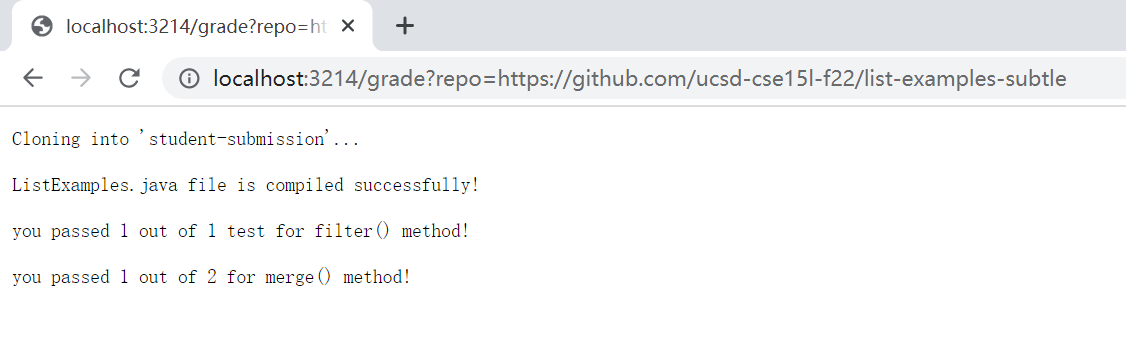 localhost:3214/grade?repo=ht
localhost:3214/grade?repo=https://github.com/ucsd-cse15l-f22/list-examples-subtle
Cloning into 'student-submission'...
ListExamples.java file is compiled successfully!
you passed 1 out of 1 test for filter() method!
you passed 1 out of 2 for merge() method!